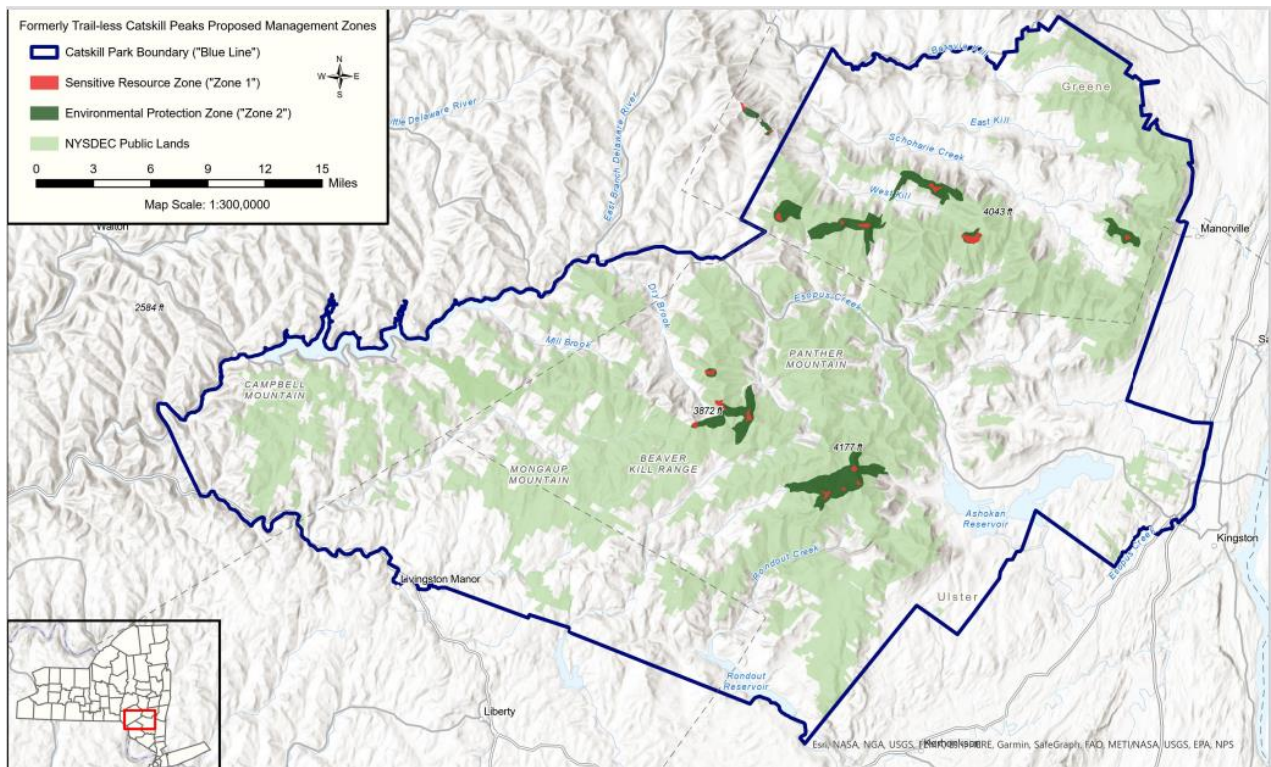 Formerly Trail-less Catskill Peaks Proposed Management Zones
Catskill Park Boundary ("Blue Line")
Sensitive Resource Zone ("Zone 1")
Environmental Protection Zone ("Zone 2")
NYSDEC Public Lands
N
W E
S
0 3 6 9 12 15
Miles
Map Scale: 1:300,0000
Batavia Kill
Greene
East Kill
Schoharie Creek
West Kill
4043 ft
Manorville
Delaware River
East Branch Delaware River
Walton
2584 ft
Dry Brook
Esopus Creek
Mill Brook
PANTHER
MOUNTAIN
CAMPBELL
MOUNTAIN
3872 ft
4177 ft
BEAVER
KILL RANGE
MONGAUP
MOUNTAIN
Ashokan
Reservoir
Kingston
Esopus Creek
Rondout Creek
Livingston Manor
Ulster
Rondout
Reservoir
Liberty
Esri, NASA, NGA, USGS, Garmin, SafeGraph, FAO, METI/NASA, USGS, EPA, NPS